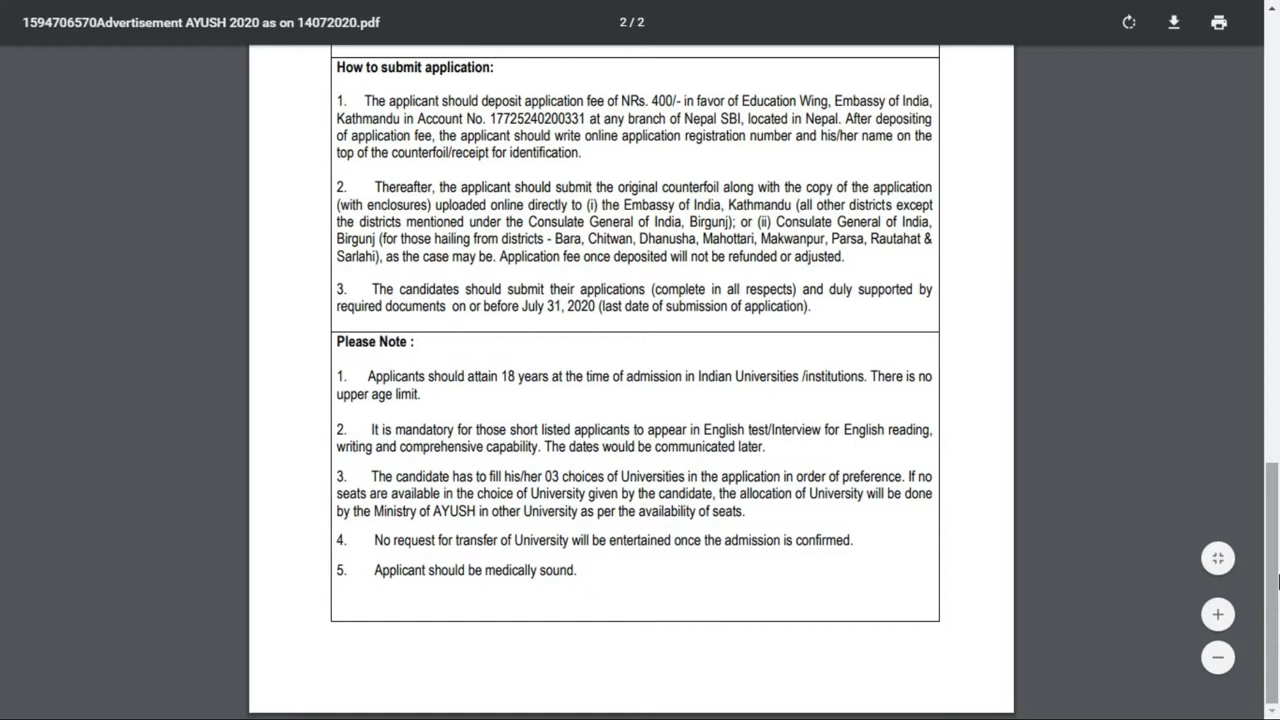 1594706570Advertisement AYUSH 2020 as on 14072020.pdf
2 / 2
How to submit application:
1. The applicant should deposit application fee of NRs. 400/- in favor of Education Wing, Embassy of India,
Kathmandu in Account No. 17725240200331 at any branch of Nepal SBI, located in Nepal. After depositing
of application fee, the applicant should write online application registration number and his/her name on the
top of the counterfoil/receipt for identification.
2. Thereafter, the applicant should submit the original counterfoil along with the copy of the application
(with enclosures) uploaded online directly to (i) the Embassy of India, Kathmandu (all other districts except
the districts mentioned under the Consulate General of India, Birgunj); or (ii) Consulate General of India,
Birgunj (for those hailing from districts - Bara, Chitwan, Dhanusha, Mahottari, Makwanpur, Parsa, Rautahat &
Sarlahi), as the case may be. Application fee once deposited will not be refunded or adjusted.
3. The candidates should submit their applications (complete in all respects) and duly supported by
required documents on or before July 31, 2020 (last date of submission of application).
Please Note :
1. Applicants should attain 18 years at the time of admission in Indian Universities /institutions. There is no
upper age limit.
2. It is mandatory for those short listed applicants to appear in English test/Interview for English reading,
writing and comprehensive capability. The dates would be communicated later.
3. The candidate has to fill his/her 03 choices of Universities in the application in order of preference. If no
seats are available in the choice of University given by the candidate, the allocation of University will be done
by the Ministry of AYUSH in other University as per the availability of seats.
4. No request for transfer of University will be entertained once the admission is confirmed.
5. Applicant should be medically sound.